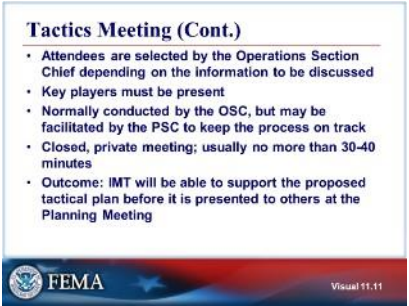 Tactics Meeting (Cont.)
• Attendees are selected by the Operations Section
Chief depending on the information to be discussed
• Key players must be present
• Normally conducted by the OSC, but may be
facilitated by the PSC to keep the process on track
• Closed, private meeting; usually no more than 30-40
minutes
• Outcome: IMT will be able to support the proposed
tactical plan before it is presented to others at the
Planning Meeting
FEMA
Visual 11.11